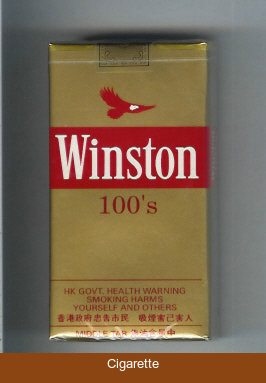 Winston
100's
HK GOVT. HEALTH WARNING
SMOKING HARMS
YOURSELF AND OTHERS
香港政府忠告市民 吸煙害己害人
MIDDLE TAR
Cigarette